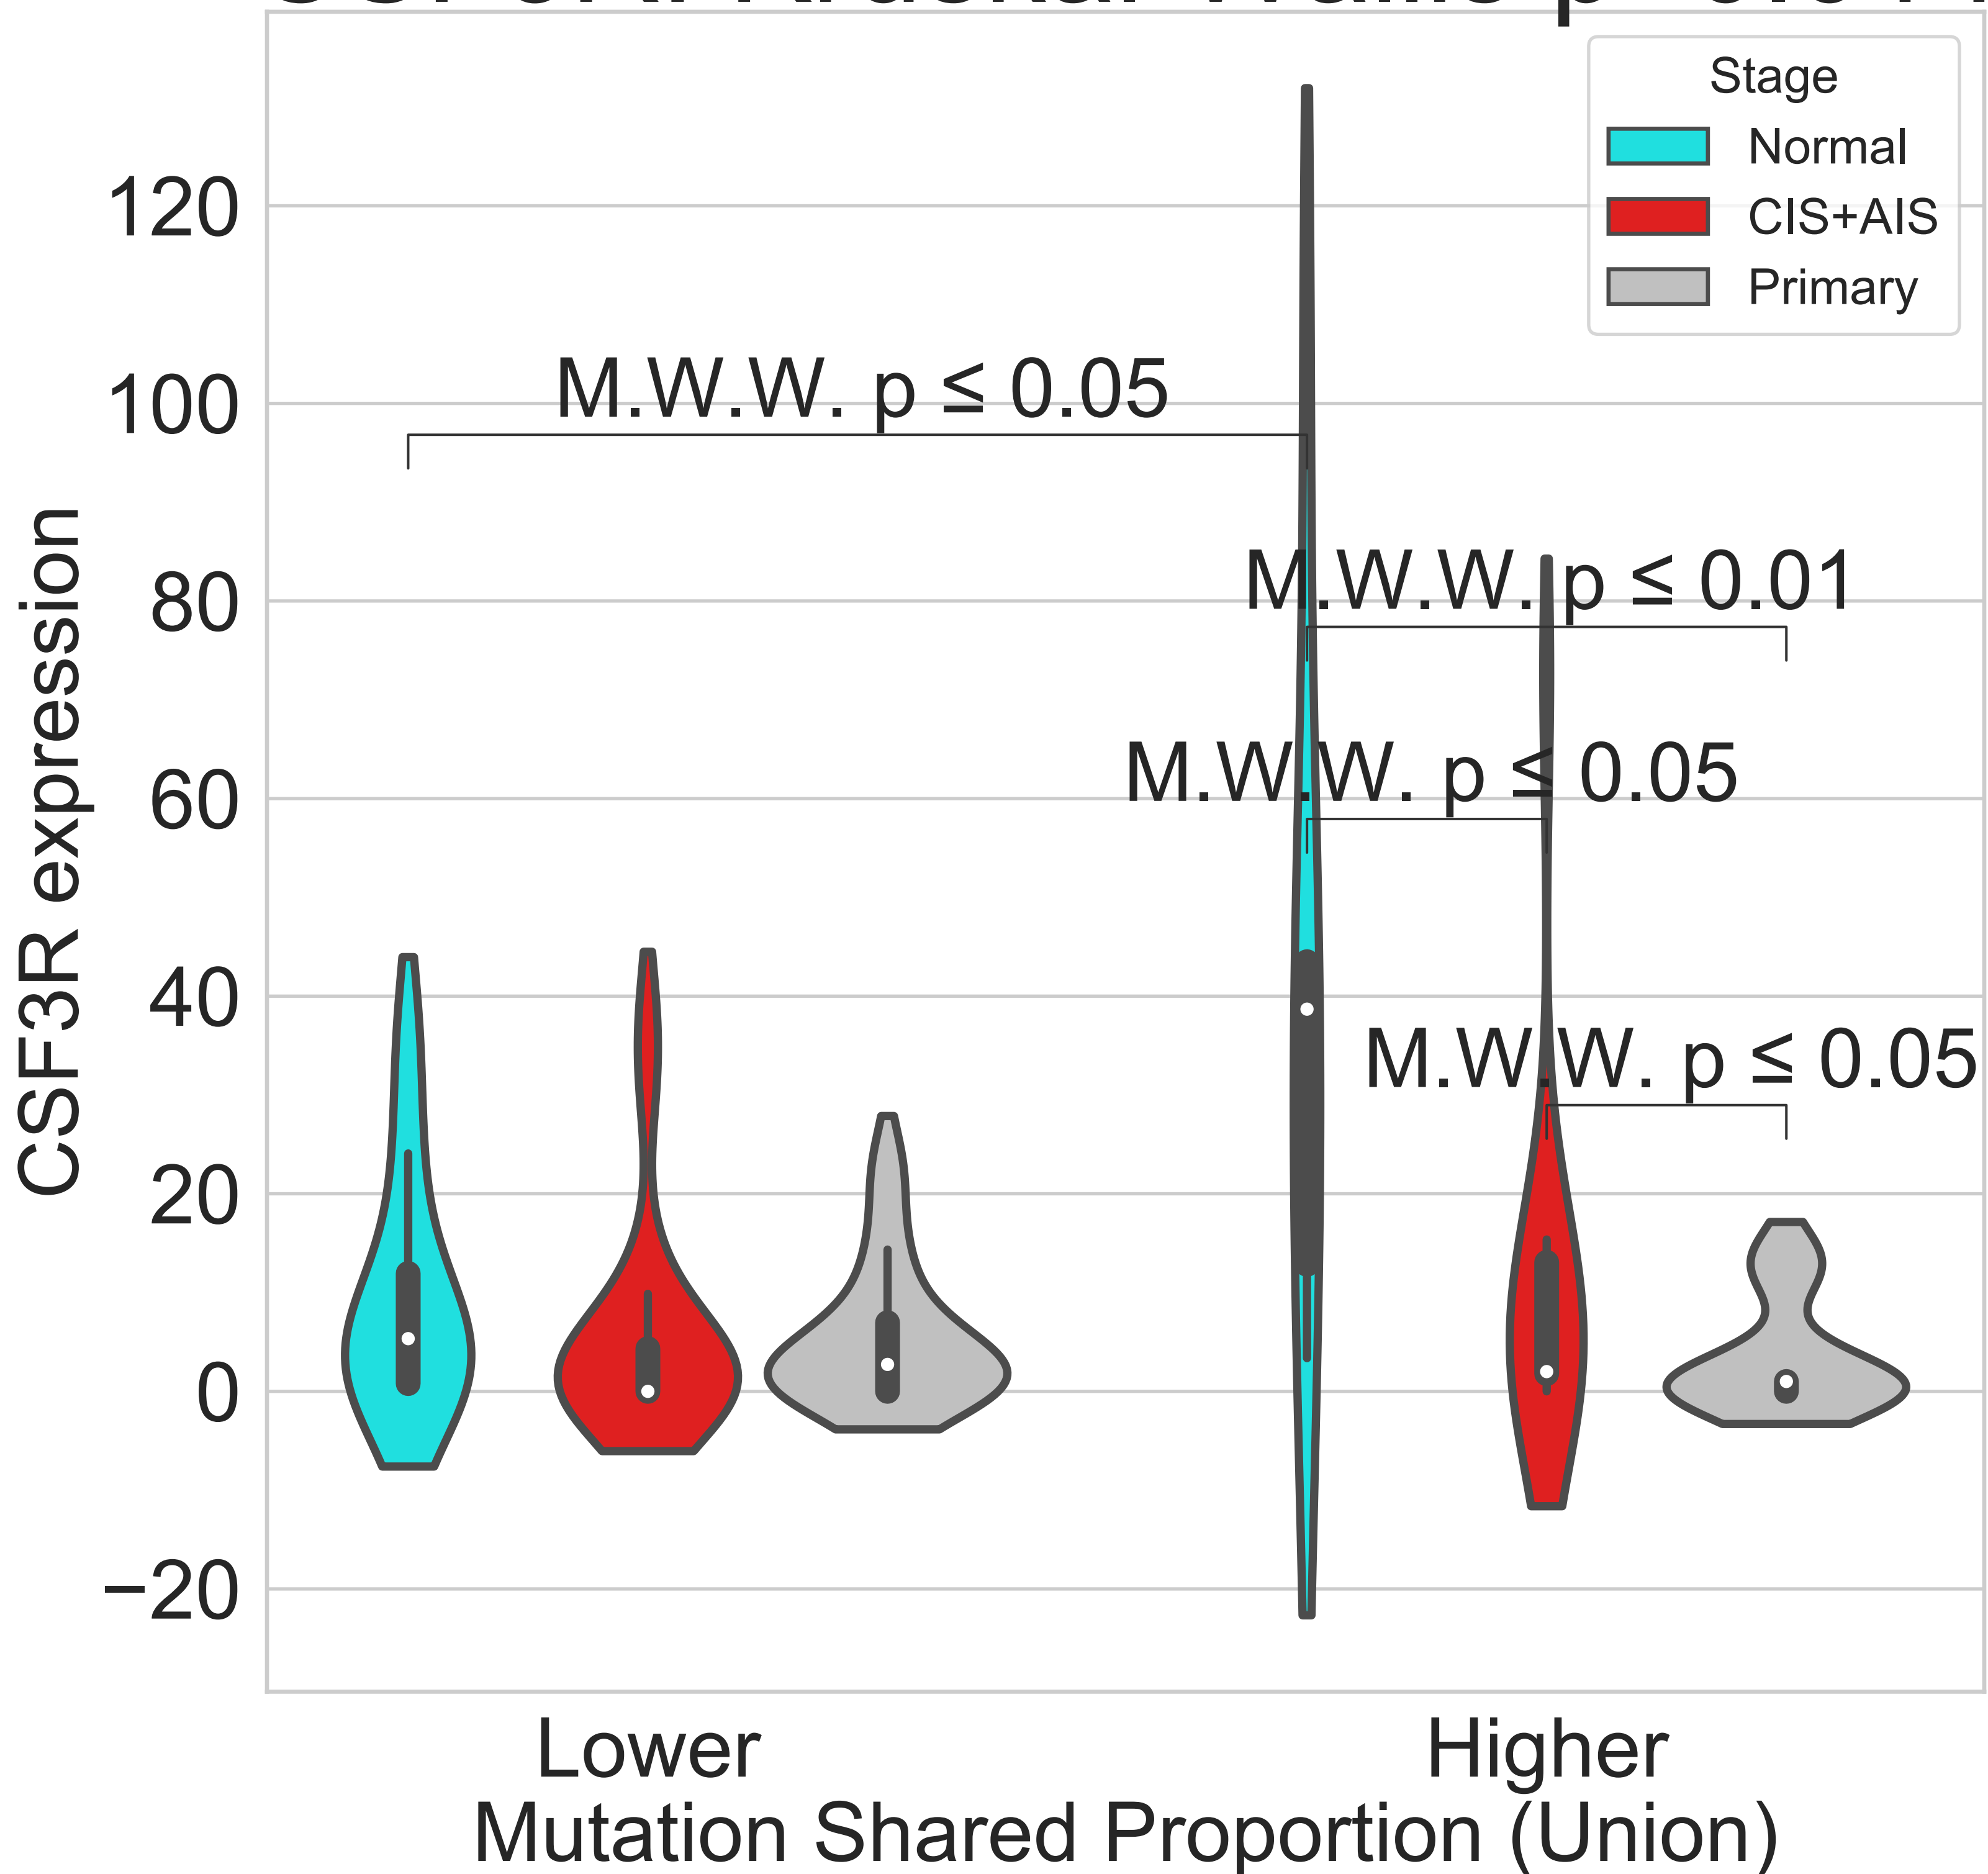 Stage
Normal
CIS+AIS
Primary
120
100
80
60
40
20
0
−20
CSF3R expression
M.W.W. p ≤ 0.05
M.W.W. p ≤ 0.01
M.W.W. p ≤ 0.05
M.W.W. p ≤ 0.05
Lower
Higher
Mutation Shared Proportion (Union)